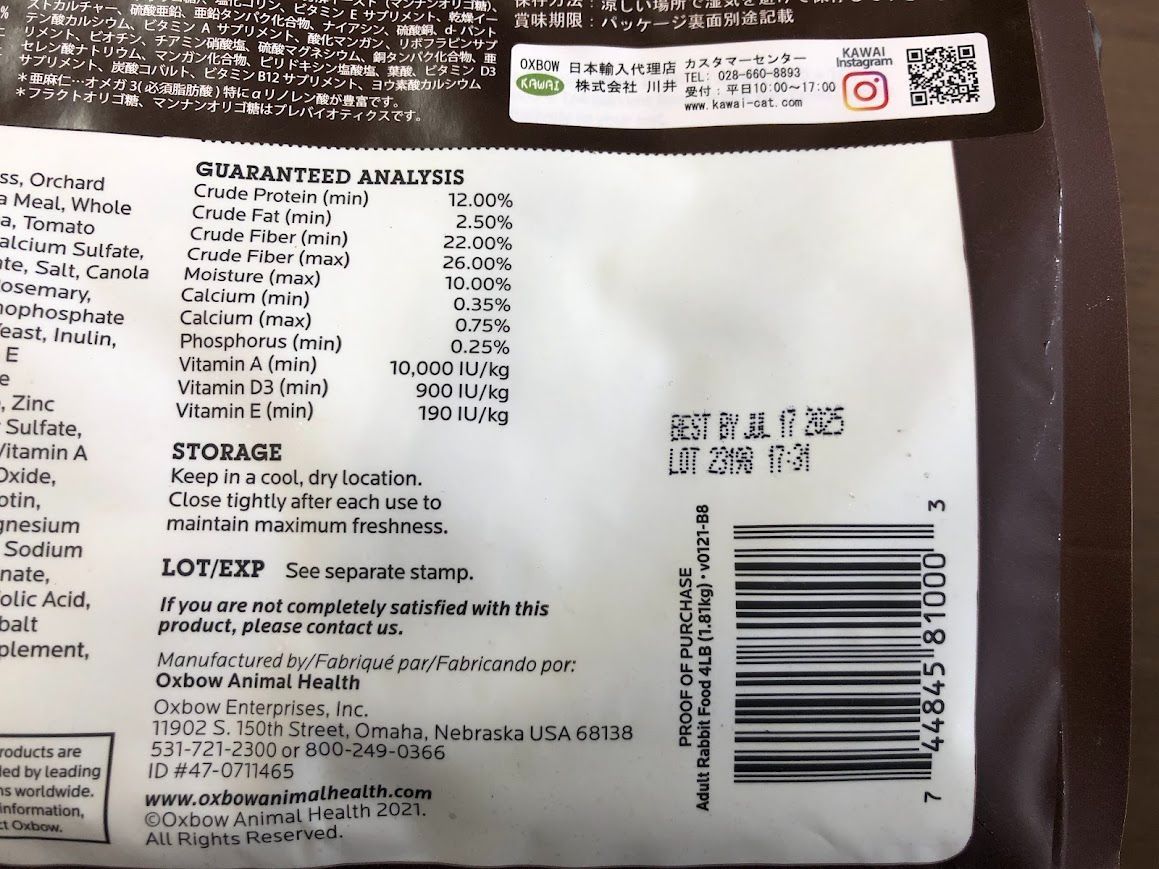 ストカルチャー、硫酸亜鉛、亜鉛タンパク化合物、ナイアシン、硫酸銅、d-パント
テン酸カルシウム、ビタミン A サプリメント、酸化マンガン、リボフラビンサプ
リメント、ビオチン、チアミン硝酸塩、硫酸マグネシウム、銅タンパク化合物、亜
セレン酸ナトリウム、マンガン化合物、ピリドキシン塩酸塩、葉酸、ビタミン D3
サプリメント、炭酸コバルト、ビタミン B12 サプリメント、ヨウ素酸カルシウム
*亜麻仁…オメガ 3(必須脂肪酸) 特にαリノレン酸が豊富です。
*フラクトオリゴ糖、マンナンオリゴ糖はプレバイオティクスです。
賞味期限：パッケージ裏面別途記載
OXBOW 日本輸入代理店 カスタマーセンター
KAWAI 株式会社 川井 TEL: 028-660-8893
受付：平日10:00~17:00
www.kawai-cat.com
KAWAI
Instagram
ss, Orchard
a Meal, Whole
a, Tomato
alcium Sulfate,
ate, Salt, Canola
osemary,
nophosphate
east, Inulin,
E
e
, Zinc
Sulfate,
Vitamin A
Oxide,
otin,
gnesium
Sodium
nate,
olic Acid,
balt
plement,
roducts are
ded by leading
ns worldwide.
information,
ct Oxbow.
GUARANTEED ANALYSIS
Crude Protein (min) 12.00%
Crude Fat (min) 2.50%
Crude Fiber (min) 22.00%
Crude Fiber (max) 26.00%
Moisture (max) 10.00%
Calcium (min) 0.35%
Calcium (max) 0.75%
Phosphorus (min) 0.25%
Vitamin A (min) 10,000 IU/kg
Vitamin D3 (min) 900 IU/kg
Vitamin E (min) 190 IU/kg
STORAGE
Keep in a cool, dry location.
Close tightly after each use to
maintain maximum freshness.
LOT/EXP See separate stamp.
If you are not completely satisfied with this
product, please contact us.
Manufactured by/Fabriqué par/Fabricando por:
Oxbow Animal Health
Oxbow Enterprises, Inc.
11902 S. 150th Street, Omaha, Nebraska USA 68138
531-721-2300 or 800-249-0366
ID #47-0711465
www.oxbowanimalhealth.com
©Oxbow Animal Health 2021.
All Rights Reserved.
BEST BY JUL 17 2025
LOT 23198 17:31
PROOF OF PURCHASE
Adult Rabbit Food 4LB (1.81kg) • v0121-B8
7 44845 81000 3